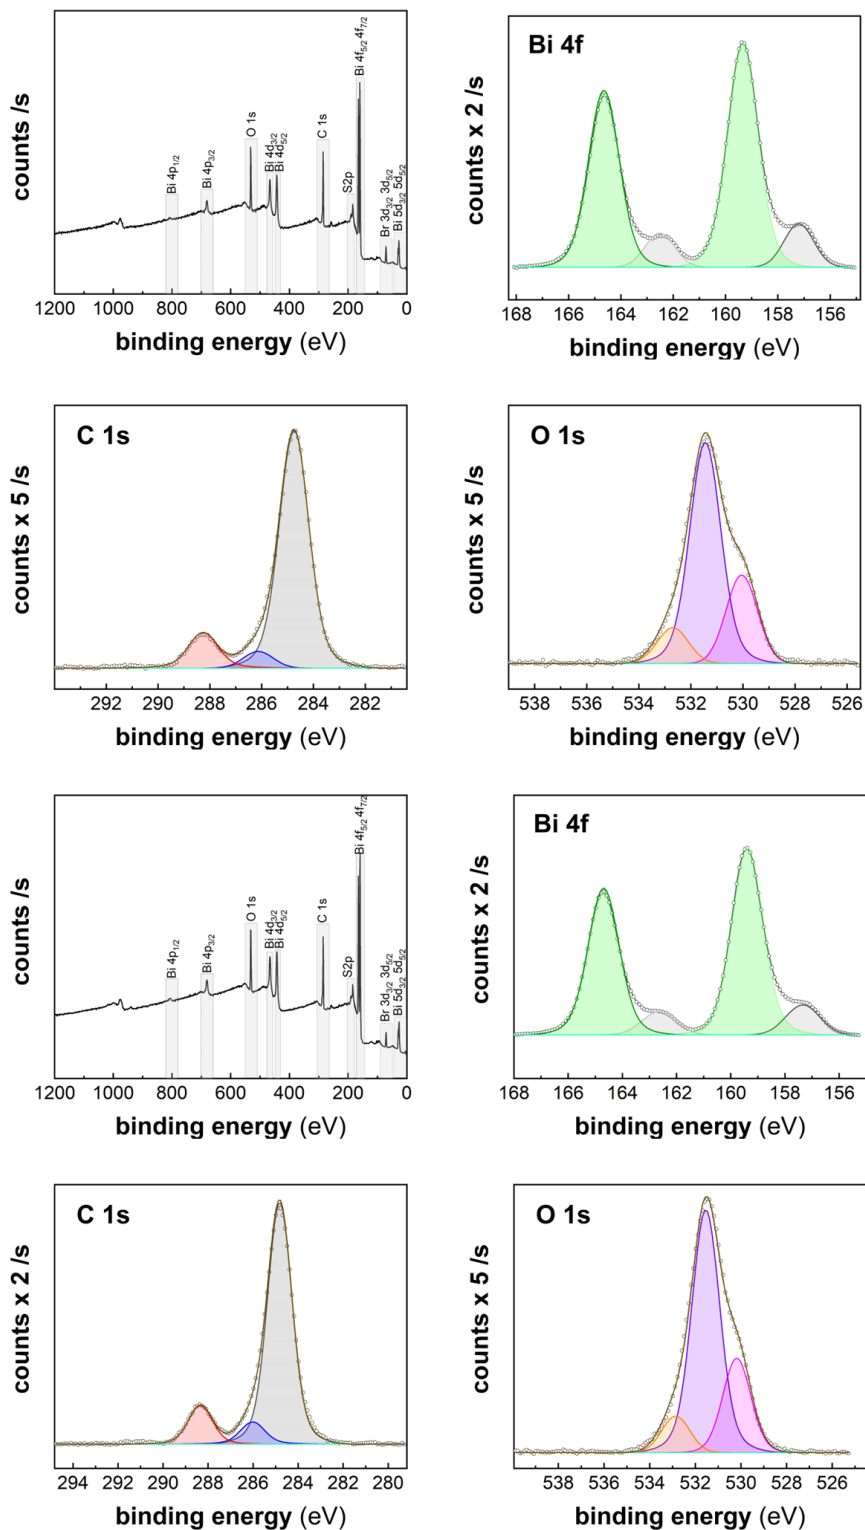 counts /s
Bi 4p1/2
Bi 4p3/2
O 1s
Bi 4d3/2
Bi 4d5/2
C 1s
S2p
Bi 4f5/2 4f7/2
Br 3d3/2 3d5/2
Bi 5d3/2 5d5/2
1200 1000 800 600 400 200 0
binding energy (eV)
Bi 4f
counts x 2 /s
168 166 164 162 160 158 156
binding energy (eV)
C 1s
counts x 5 /s
292 290 288 286 284 282
binding energy (eV)
O 1s
counts x 5 /s
538 536 534 532 530 528 526
binding energy (eV)
counts /s
Bi 4p1/2
Bi 4p3/2
O 1s
Bi 4d3/2
Bi 4d5/2
C 1s
S2p
Bi 4f5/2 4f7/2
Br 3d3/2 3d5/2
Bi 5d3/2 5d5/2
1200 1000 800 600 400 200 0
binding energy (eV)
Bi 4f
counts x 2 /s
168 166 164 162 160 158 156
binding energy (eV)
C 1s
counts x 2 /s
294 292 290 288 286 284 282 280
binding energy (eV)
O 1s
counts x 5 /s
538 536 534 532 530 528 526
binding energy (eV)